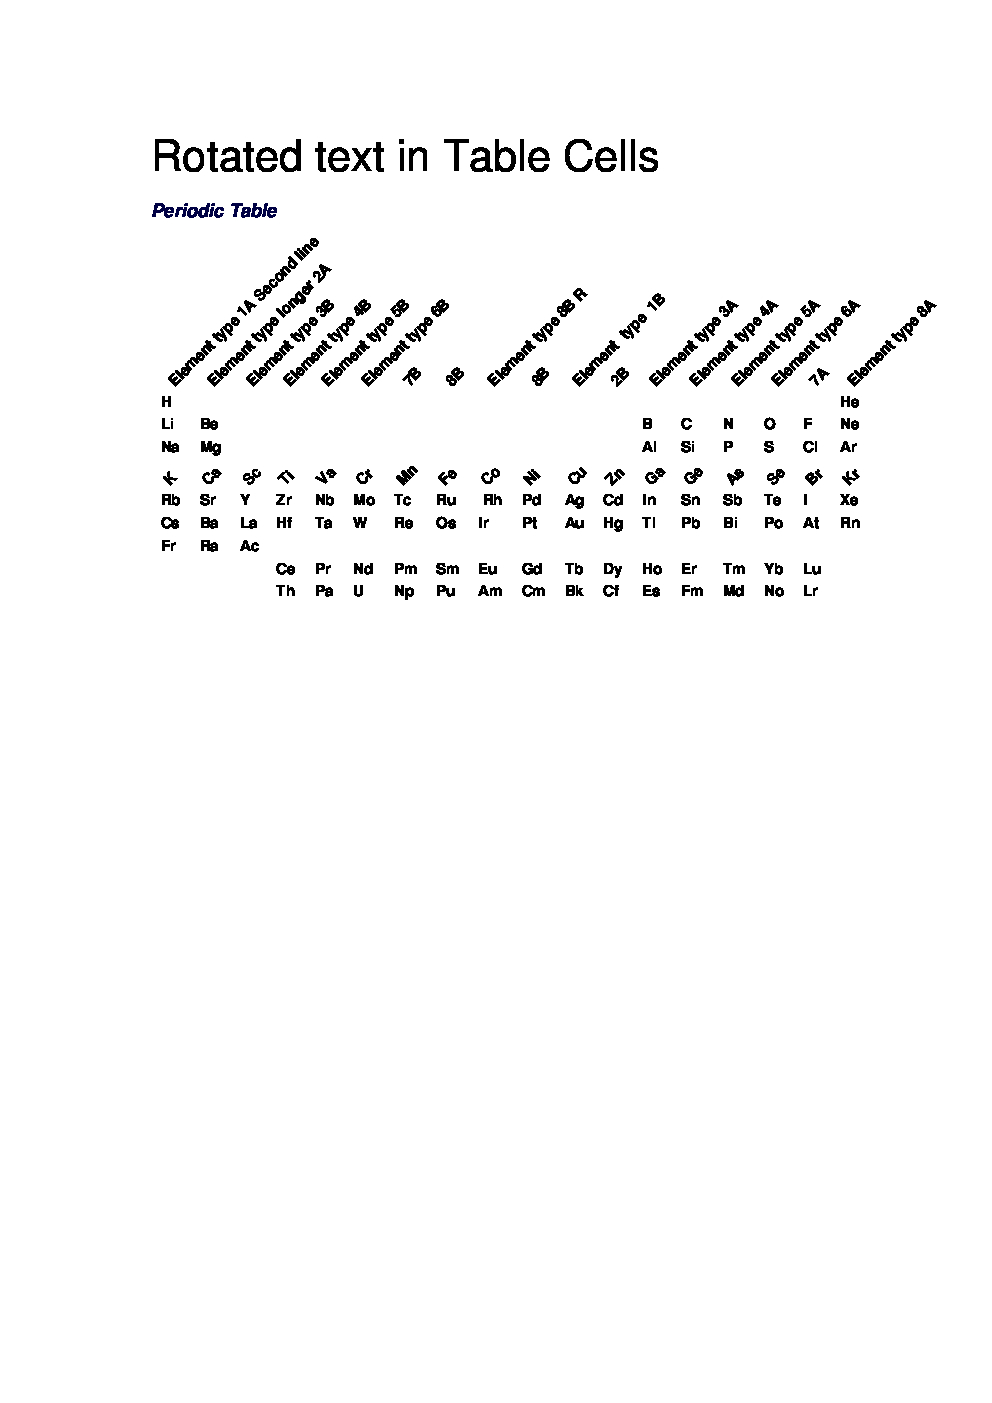 Rotated text in Table Cells
Periodic Table
Element type 1A Second line Element type longer 2A Element type 3B Element type 4B Element type 5B Element type 6B 7B 8B Element type 8B R 8B Element type 1B 2B Element type 3A Element type 4A Element type 5A Element type 6A 7A Element type 8A
H He
Li Be B C N O F Ne
Na Mg Al Si P S Cl Ar
K Ca Sc Ti Va Cr Mn Fe Co Ni Cu Zn Ga Ge As Se Br Kr
Rb Sr Y Zr Nb Mo Tc Ru Rh Pd Ag Cd In Sn Sb Te I Xe
Cs Ba La Hf Ta W Re Os Ir Pt Au Hg Tl Pb Bi Po At Rn
Fr Ra Ac
Ce Pr Nd Pm Sm Eu Gd Tb Dy Ho Er Tm Yb Lu
Th Pa U Np Pu Am Cm Bk Cf Es Fm Md No Lr